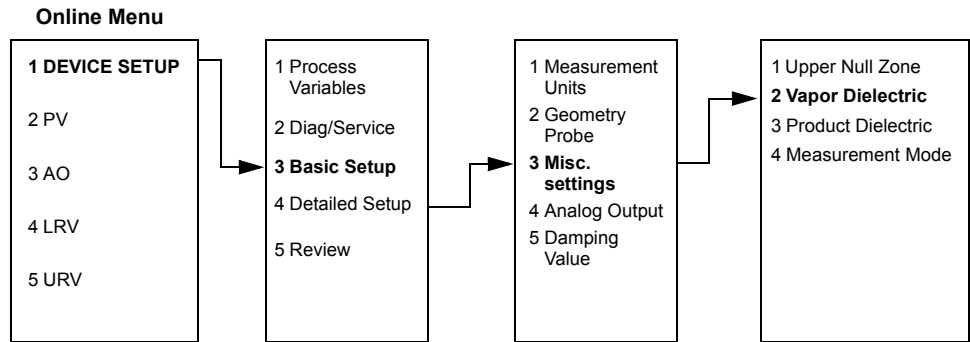 Online Menu
1 DEVICE SETUP
2 PV
3 AO
4 LRV
5 URV
1 Process
Variables
2 Diag/Service
3 Basic Setup
4 Detailed Setup
5 Review
1 Measurement
Units
2 Geometry
Probe
3 Misc.
settings
4 Analog Output
5 Damping
Value
1 Upper Null Zone
2 Vapor Dielectric
3 Product Dielectric
4 Measurement Mode